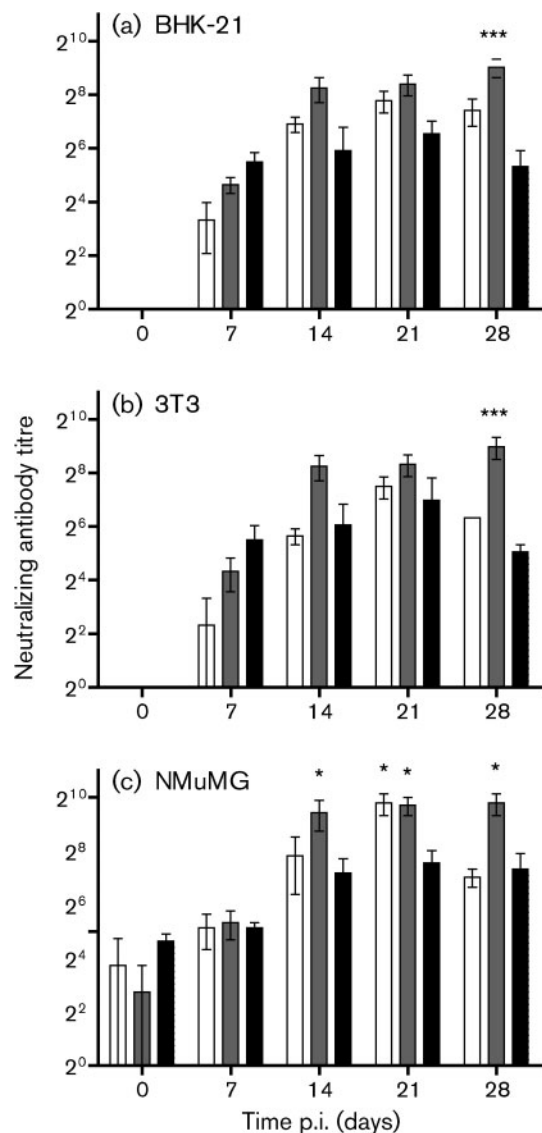 (a) BHK-21
***
2^10
2^8
2^6
2^4
2^2
2^0
0 7 14 21 28
(b) 3T3
***
2^10
2^8
2^6
2^4
2^2
2^0
0 7 14 21 28
Neutralizing antibody titre
(c) NMuMG
* * * *
2^10
2^8
2^6
2^4
2^2
2^0
0 7 14 21 28
Time p.i. (days)